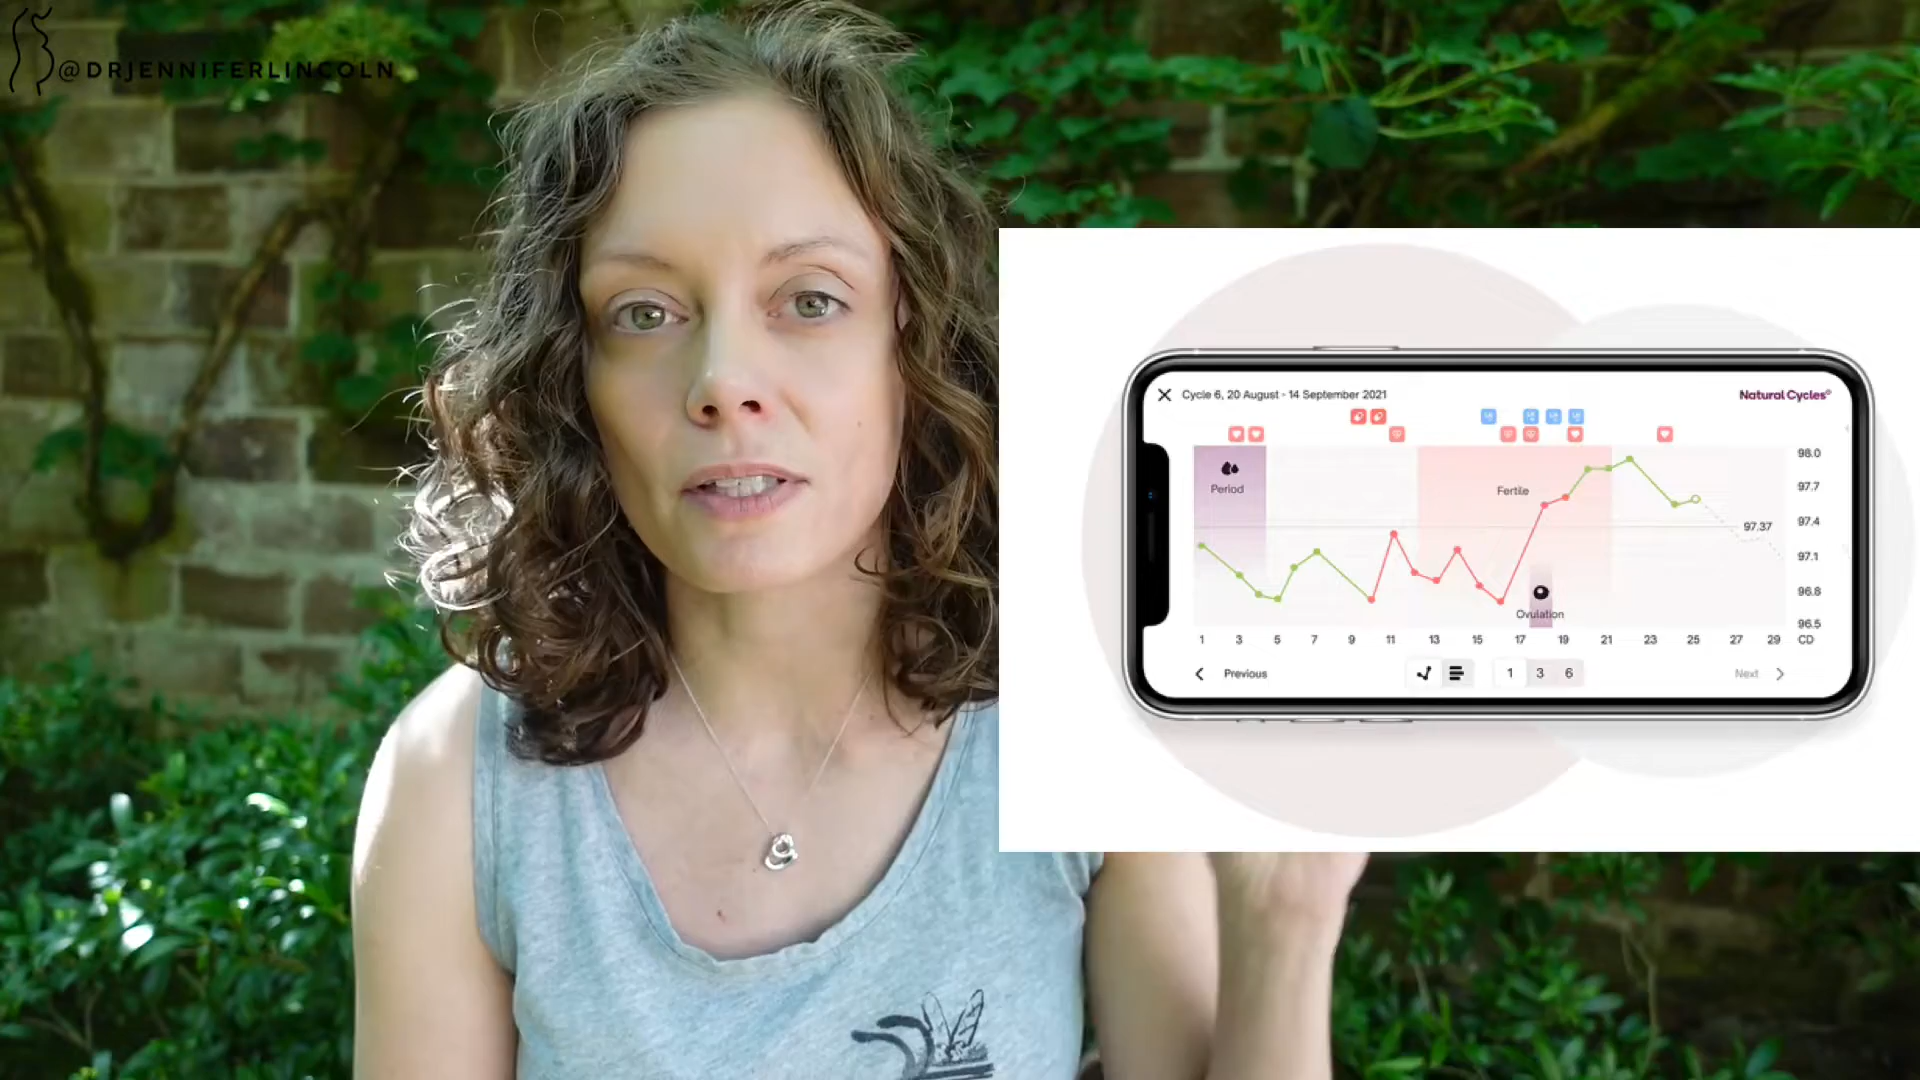 @DRJENNIFERLINCOLN
Cycle 6, 20 August - 14 September 2021
Natural Cycles®
Period
Fertile
Ovulation
97.37
98.0
97.7
97.4
97.1
96.8
96.5
1 3 5 7 9 11 13 15 17 19 21 23 25 27 29 CD
Previous
1 3 6
Next